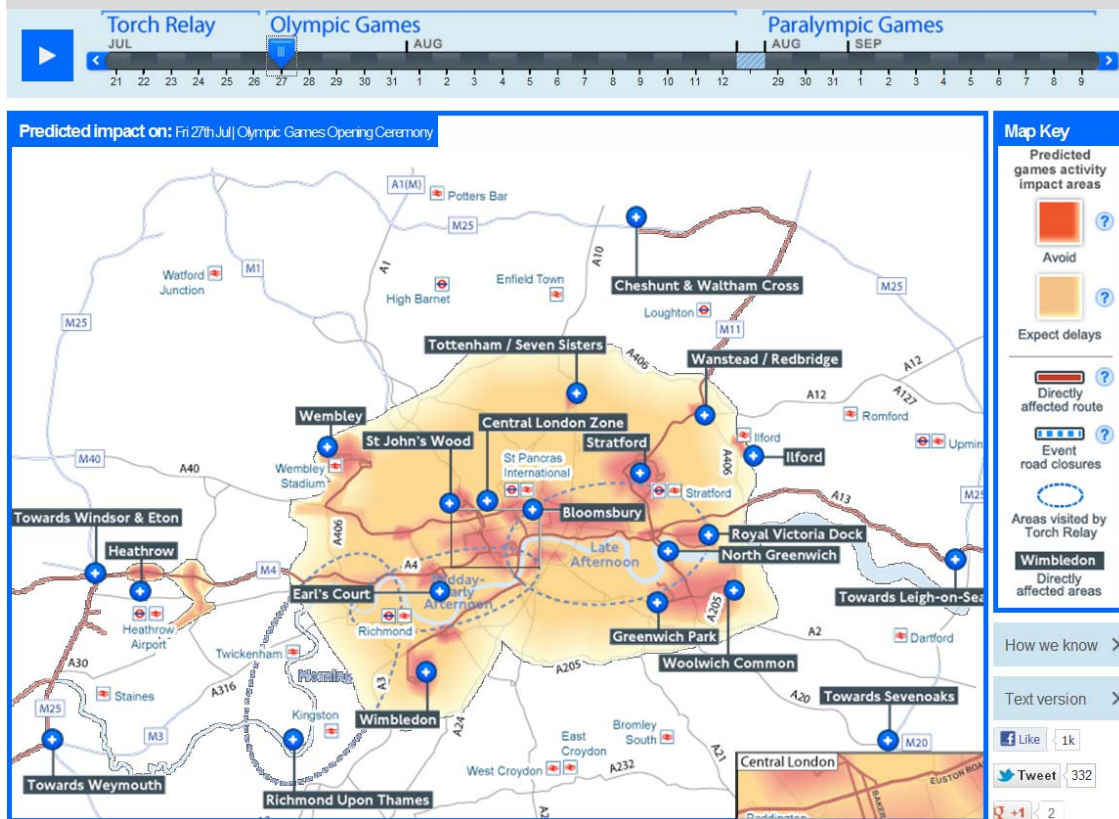 Torch Relay
Olympic Games
Paralympic Games
JUL
AUG
AUG
SEP
21 22 23 24 25 26 27 28 29 30 31 1 2 3 4 5 6 7 8 9 10 11 12 29 30 31 1 2 3 4 5 6 7 8 9
Predicted impact on: Fri 27th Jul | Olympic Games Opening Ceremony
A1(M)
Potters Bar
M25
A10
A1
Watford
Junction
M1
High Barnet
Enfield Town
Cheshunt & Waltham Cross
M25
Loughton
M25
M11
Tottenham / Seven Sisters
A406
Wanstead / Redbridge
A12
A12
A127
Romford
Wembley
Central London Zone
St John's Wood
Stratford
Ilford
Upmin
M40
A40
Wembley
Stadium
St Pancras
International
A406
Ilford
Stratford
A13
M25
Towards Windsor & Eton
A406
Bloomsbury
Heathrow
Late
Afternoon
Royal Victoria Dock
North Greenwich
M4
A4
Midday-
Early
Afternoon
Earl's Court
Towards Leigh-on-Sea
Heathrow
Airport
Richmond
A205
Greenwich Park
A2
Dartford
Twickenham
Morning
A205
Woolwich Common
A30
A316
A3
A20
Staines
Towards Sevenoaks
M25
Kingston
Wimbledon
A24
M3
Bromley
South
East
Croydon
A21
M20
West Croydon
A232
Towards Weymouth
Richmond Upon Thames
Central London
EUSTON ROA
BAKER
Paddington
Map Key
Predicted
games activity
impact areas
?
Avoid
?
Expect delays
?
Directly
affected route
?
Event
road closures
Areas visited by
Torch Relay
Wimbledon
Directly
affected areas
How we know
Text version
Like 1k
Tweet 332
+1 2